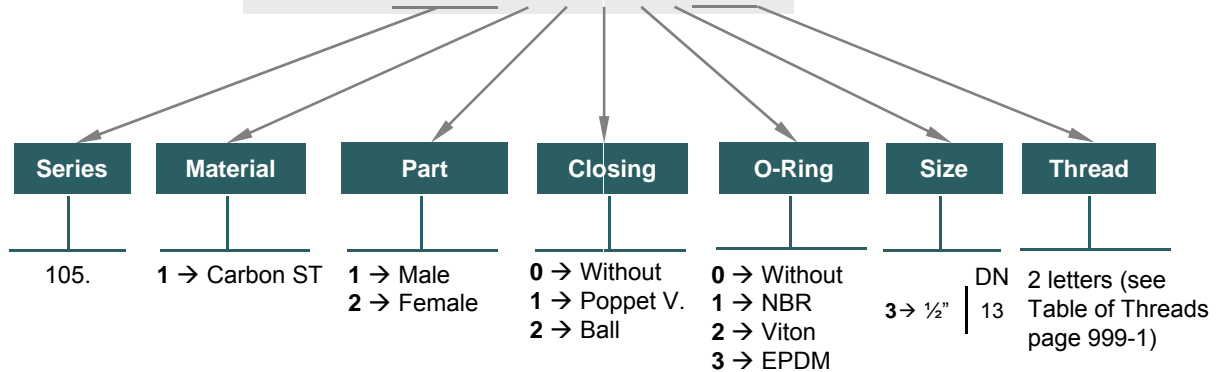 Series
Material
Part
Closing
O-Ring
Size
Thread
105.
1 → Carbon ST
1 → Male
2 → Female
0 → Without
1 → Poppet V.
2 → Ball
0 → Without
1 → NBR
2 → Viton
3 → EPDM
DN
3 → ½” 13
2 letters (see
Table of Threads
page 999-1)